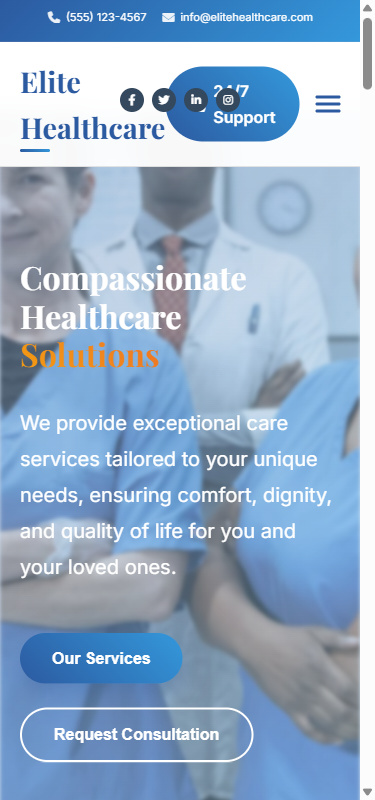 (555) 123-4567 info@elitehealthcare.com
Elite
Healthcare
24/7
Support
Compassionate
Healthcare
Solutions
We provide exceptional care
services tailored to your unique
needs, ensuring comfort, dignity,
and quality of life for you and
your loved ones.
Our Services
Request Consultation